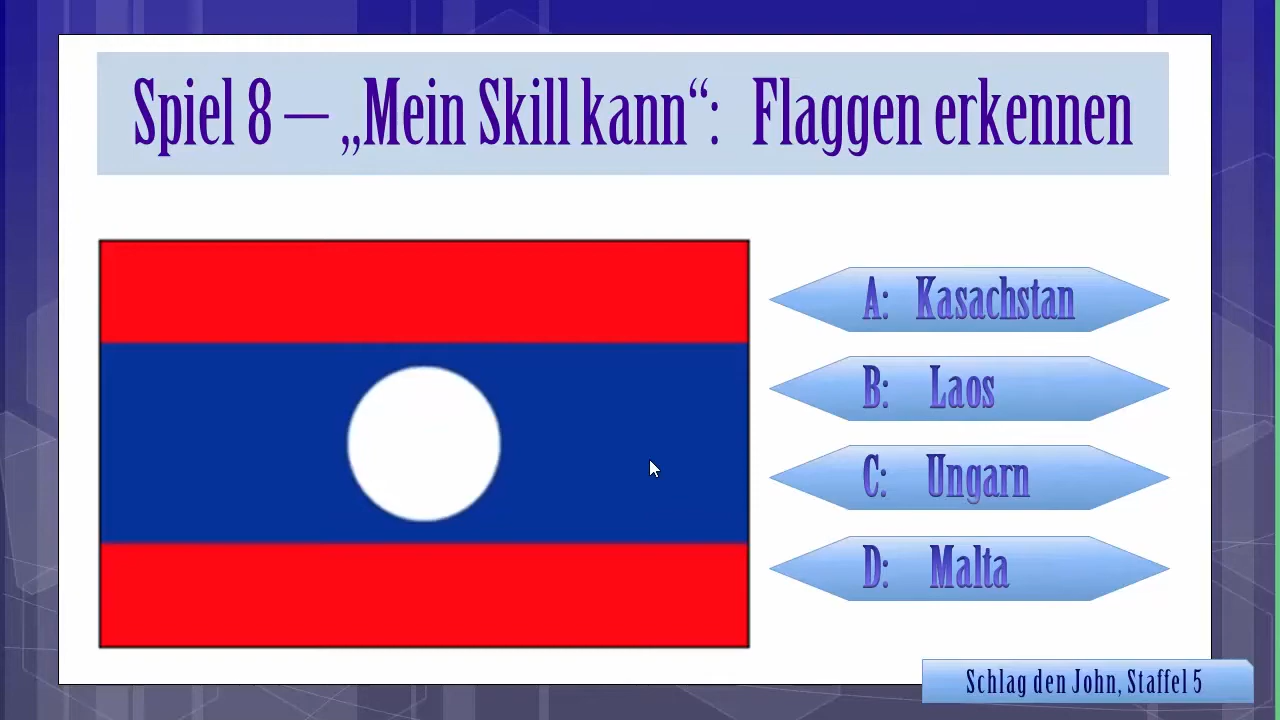 Spiel 8 – „Mein Skill kann“: Flaggen erkennen
A: Kasachstan
B: Laos
C: Ungarn
D: Malta
Schlag den John, Staffel 5